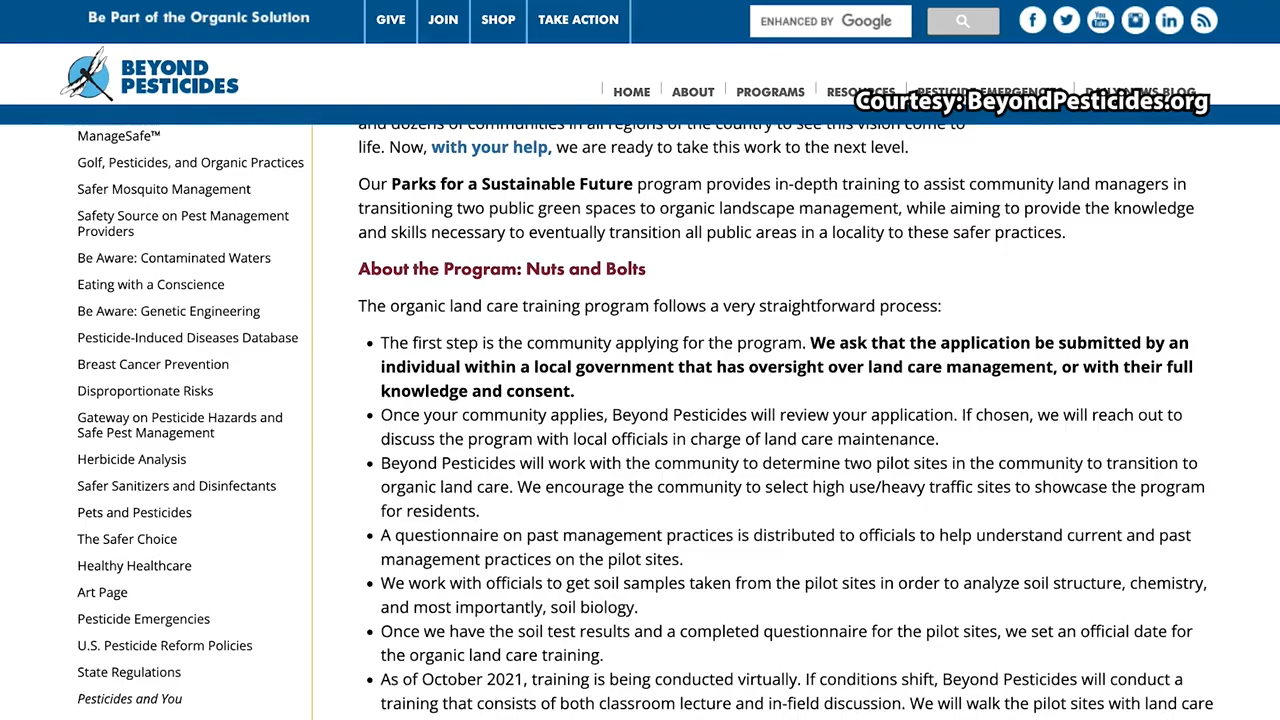 Be Part of the Organic Solution
GIVE
JOIN
SHOP
TAKE ACTION
ENHANCED BY Google
BEYOND
PESTICIDES
HOME
ABOUT
PROGRAMS
RESOURCES
PESTICIDE EMERGENCIES
DAILY NEWS BLOG
Courtesy: BeyondPesticides.org
ManageSafe™
Golf, Pesticides, and Organic Practices
Safer Mosquito Management
Safety Source on Pest Management
Providers
Be Aware: Contaminated Waters
Eating with a Conscience
Be Aware: Genetic Engineering
Pesticide-Induced Diseases Database
Breast Cancer Prevention
Disproportionate Risks
Gateway on Pesticide Hazards and
Safe Pest Management
Herbicide Analysis
Safer Sanitizers and Disinfectants
Pets and Pesticides
The Safer Choice
Healthy Healthcare
Art Page
Pesticide Emergencies
U.S. Pesticide Reform Policies
State Regulations
Pesticides and You
and dozens of communities in all regions of the country to see this vision come to
life. Now, with your help, we are ready to take this work to the next level.
Our Parks for a Sustainable Future program provides in-depth training to assist community land managers in
transitioning two public green spaces to organic landscape management, while aiming to provide the knowledge
and skills necessary to eventually transition all public areas in a locality to these safer practices.
About the Program: Nuts and Bolts
The organic land care training program follows a very straightforward process:
• The first step is the community applying for the program. We ask that the application be submitted by an
individual within a local government that has oversight over land care management, or with their full
knowledge and consent.
• Once your community applies, Beyond Pesticides will review your application. If chosen, we will reach out to
discuss the program with local officials in charge of land care maintenance.
• Beyond Pesticides will work with the community to determine two pilot sites in the community to transition to
organic land care. We encourage the community to select high use/heavy traffic sites to showcase the program
for residents.
• A questionnaire on past management practices is distributed to officials to help understand current and past
management practices on the pilot sites.
• We work with officials to get soil samples taken from the pilot sites in order to analyze soil structure, chemistry,
and most importantly, soil biology.
• Once we have the soil test results and a completed questionnaire for the pilot sites, we set an official date for
the organic land care training.
• As of October 2021, training is being conducted virtually. If conditions shift, Beyond Pesticides will conduct a
training that consists of both classroom lecture and in-field discussion. We will walk the pilot sites with land care